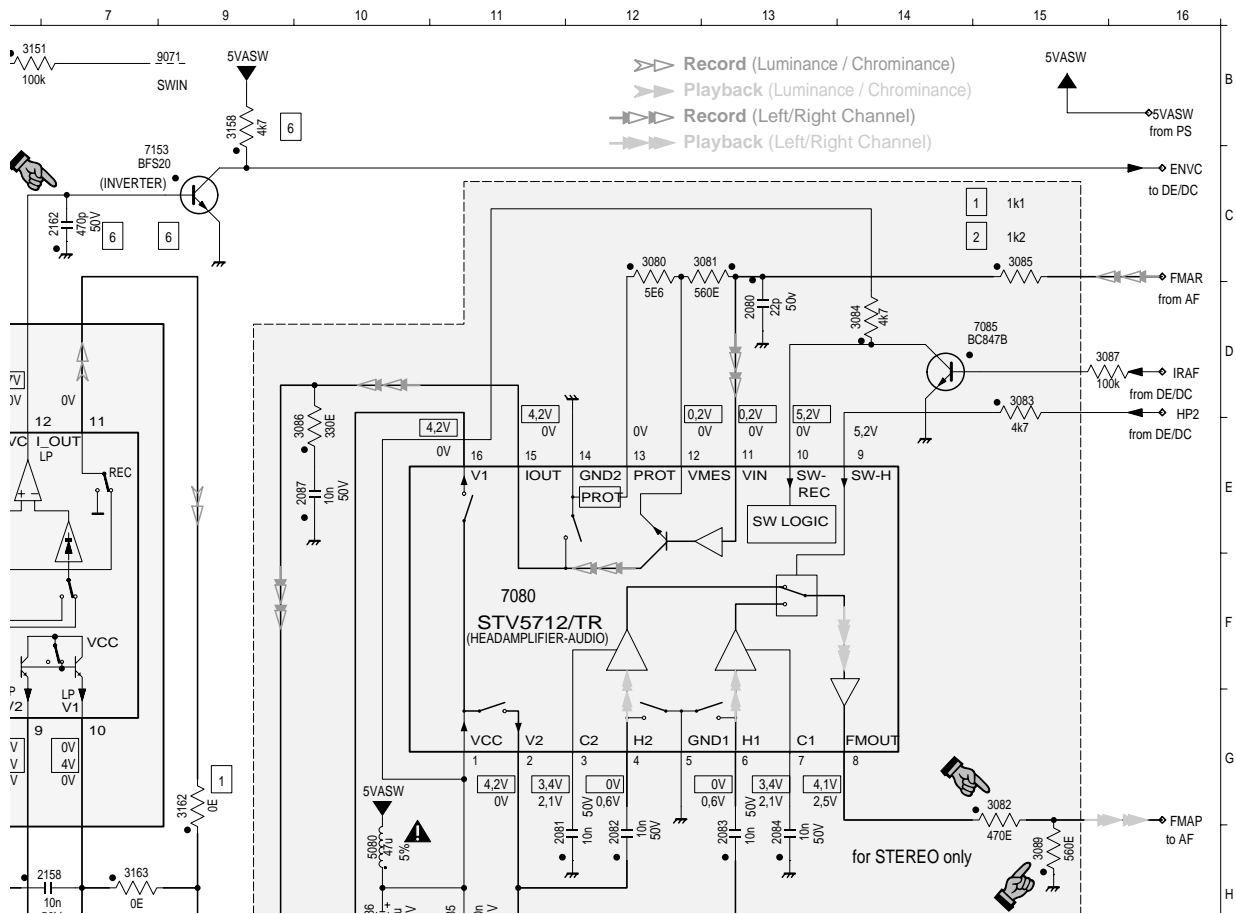 7 8 9 10 11 12 13 14 15 16
3151
100k
9071
SWIN
5VASW
3158
4k7
6
Record (Luminance / Chrominance)
Playback (Luminance / Chrominance)
Record (Left/Right Channel)
Playback (Left/Right Channel)
5VASW
5VASW
from PS
B
7153
BFS20
(INVERTER)
ENVC
to DE/DC
2162
470p
50V
6
6
1 1k1
2 1k2
C
3080
5E6
3081
560E
2080
22p
50v
3085
FMAR
from AF
3084
4k7
7085
BC847B
3087
100k
IRAF
from DE/DC
D
3083
4k7
HP2
from DE/DC
7V
0V
0V
12 11
VC I_OUT
LP
REC
3086
330E
2087
10n
50V
4,2V
0V
4,2V
0V
0V
0,2V
0V
0,2V
0V
5,2V
0V
5,2V
16 15 14 13 12 11 10 9
V1 IOUT GND2 PROT VMES VIN SW-REC SW-H
PROT
SW LOGIC
E
7080
STV5712/TR
(HEADAMPLIFIER-AUDIO)
F
VCC
LP
V2
V1
9 10
V
V
V
0V
4V
0V
VCC V2 C2 H2 GND1 H1 C1 FMOUT
1 2 3 4 5 6 7 8
4,2V
0V
3,4V
2,1V
0V
0,6V
0V
0,6V
3,4V
2,1V
4,1V
2,5V
G
1
3162
0E
5VASW
5080
47u
5%
2081
10n
50V
2082
10n
50V
2083
10n
50V
2084
10n
50V
3082
470E
3089
560E
FMAP
to AF
for STEREO only
2158
10n
3163
0E
H